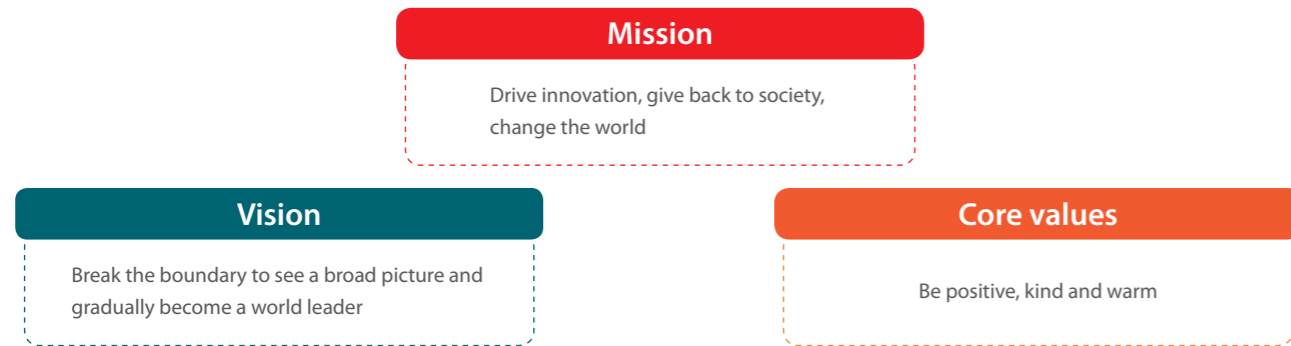 Mission
Drive innovation, give back to society,
change the world
Vision
Break the boundary to see a broad picture and
gradually become a world leader
Core values
Be positive, kind and warm